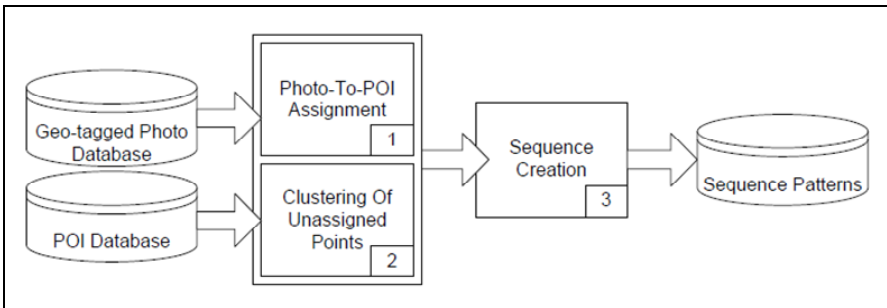 Geo-tagged Photo
Database
Photo-To-POI
Assignment
1
POI Database
Clustering Of
Unassigned
Points
2
Sequence
Creation
3
Sequence Patterns